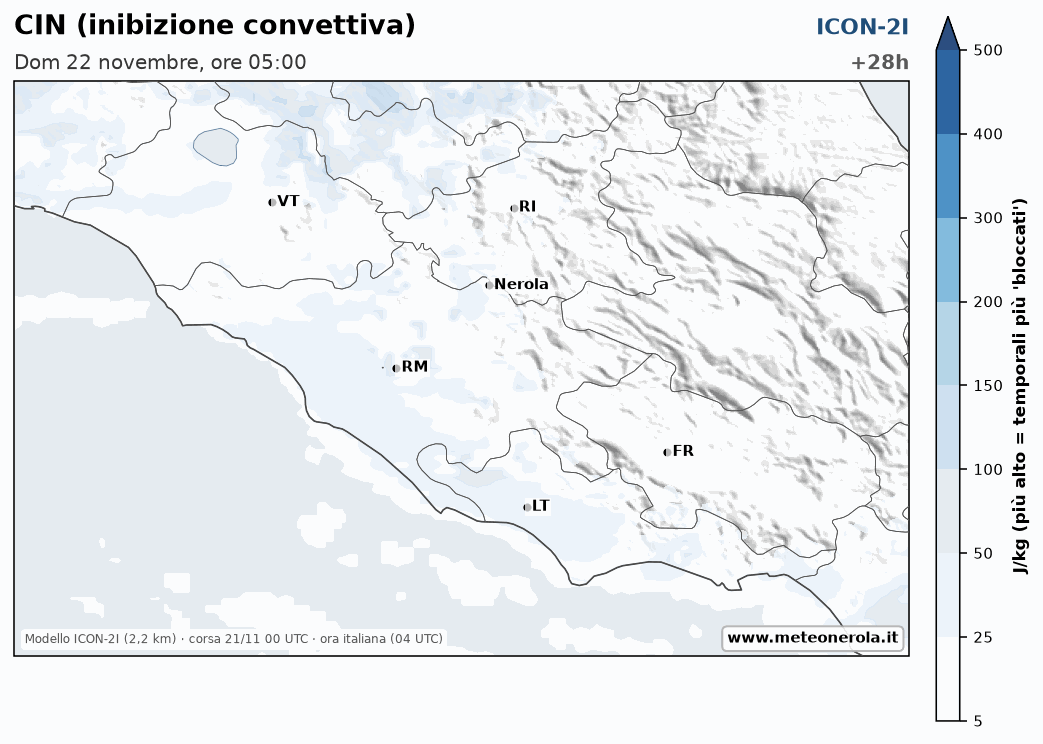 CIN (inibizione convettiva)
ICON-2I
Dom 22 novembre, ore 05:00
+28h
VT
RI
Nerola
RM
FR
LT
Modello ICON-2I (2,2 km) · corsa 21/11 00 UTC · ora italiana (04 UTC)
www.meteonerola.it
500
400
300
200
150
100
50
25
5
J/kg (più alto = temporali più 'bloccati')